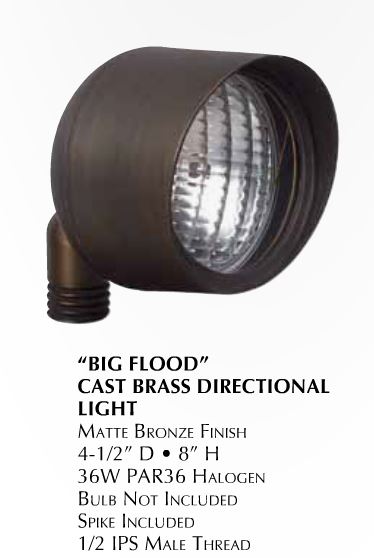 “BIG FLOOD”
CAST BRASS DIRECTIONAL
LIGHT
MATTE BRONZE FINISH
4-1/2” D • 8” H
36W PAR36 HALOGEN
BULB NOT INCLUDED
SPIKE INCLUDED
1/2 IPS MALE THREAD